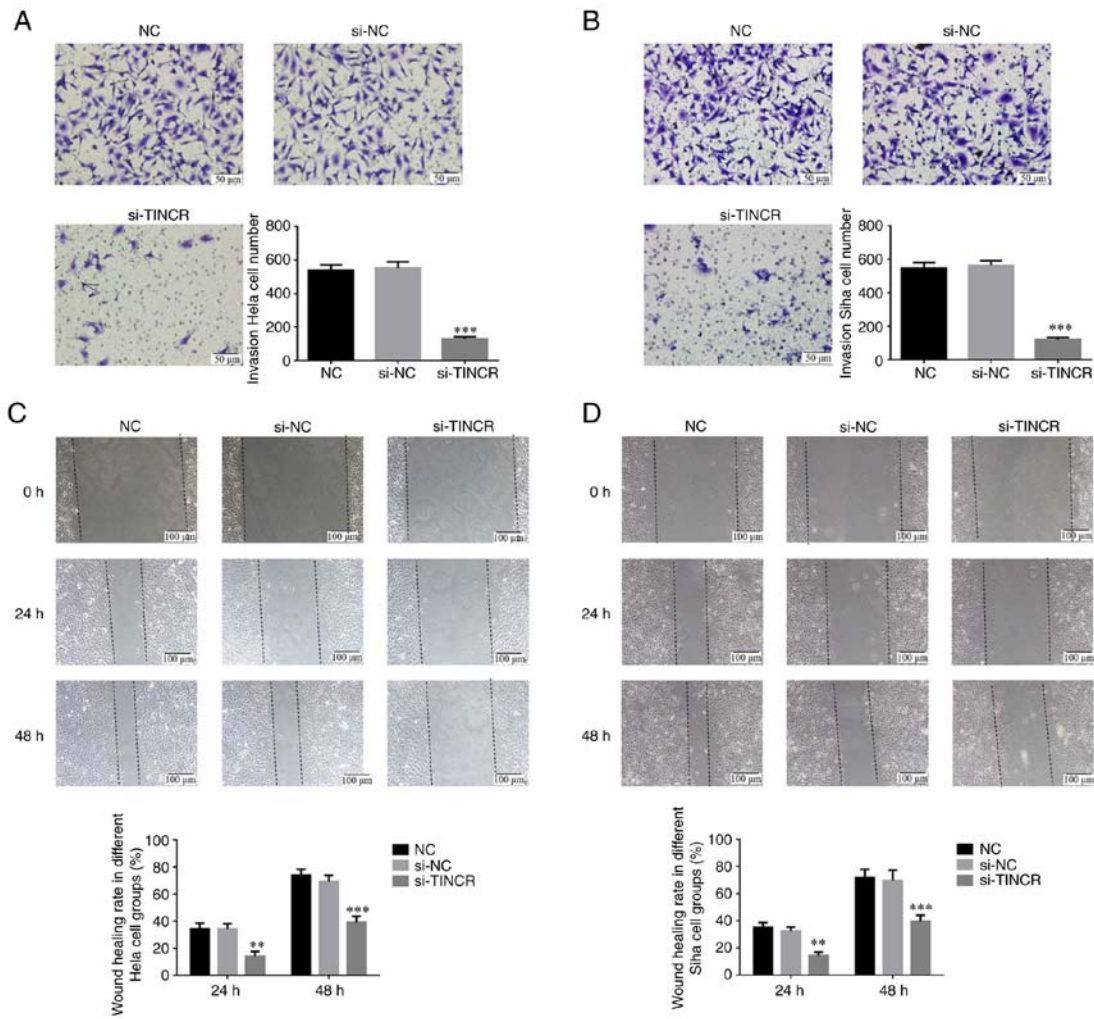 A
NC
si-NC
50 µm
50 µm
si-TINCR
50 µm
Invasion Hela cell number
800
600
400
200
0
***
NC
si-NC
si-TINCR
B
NC
si-NC
50 µm
50 µm
si-TINCR
50 µm
Invasion Siha cell number
800
600
400
200
0
***
NC
si-NC
si-TINCR
C
NC
si-NC
si-TINCR
0 h
100 µm
100 µm
100 µm
24 h
100 µm
100 µm
100 µm
48 h
100 µm
100 µm
100 µm
Wound healing rate in different
Hela cell groups (%)
100
80
60
40
20
0
**
***
24 h
48 h
NC
si-NC
si-TINCR
D
NC
si-NC
si-TINCR
0 h
100 µm
100 µm
100 µm
24 h
100 µm
100 µm
100 µm
48 h
100 µm
100 µm
100 µm
Wound healing rate in different
Siha cell groups (%)
100
80
60
40
20
0
**
***
24 h
48 h
NC
si-NC
si-TINCR